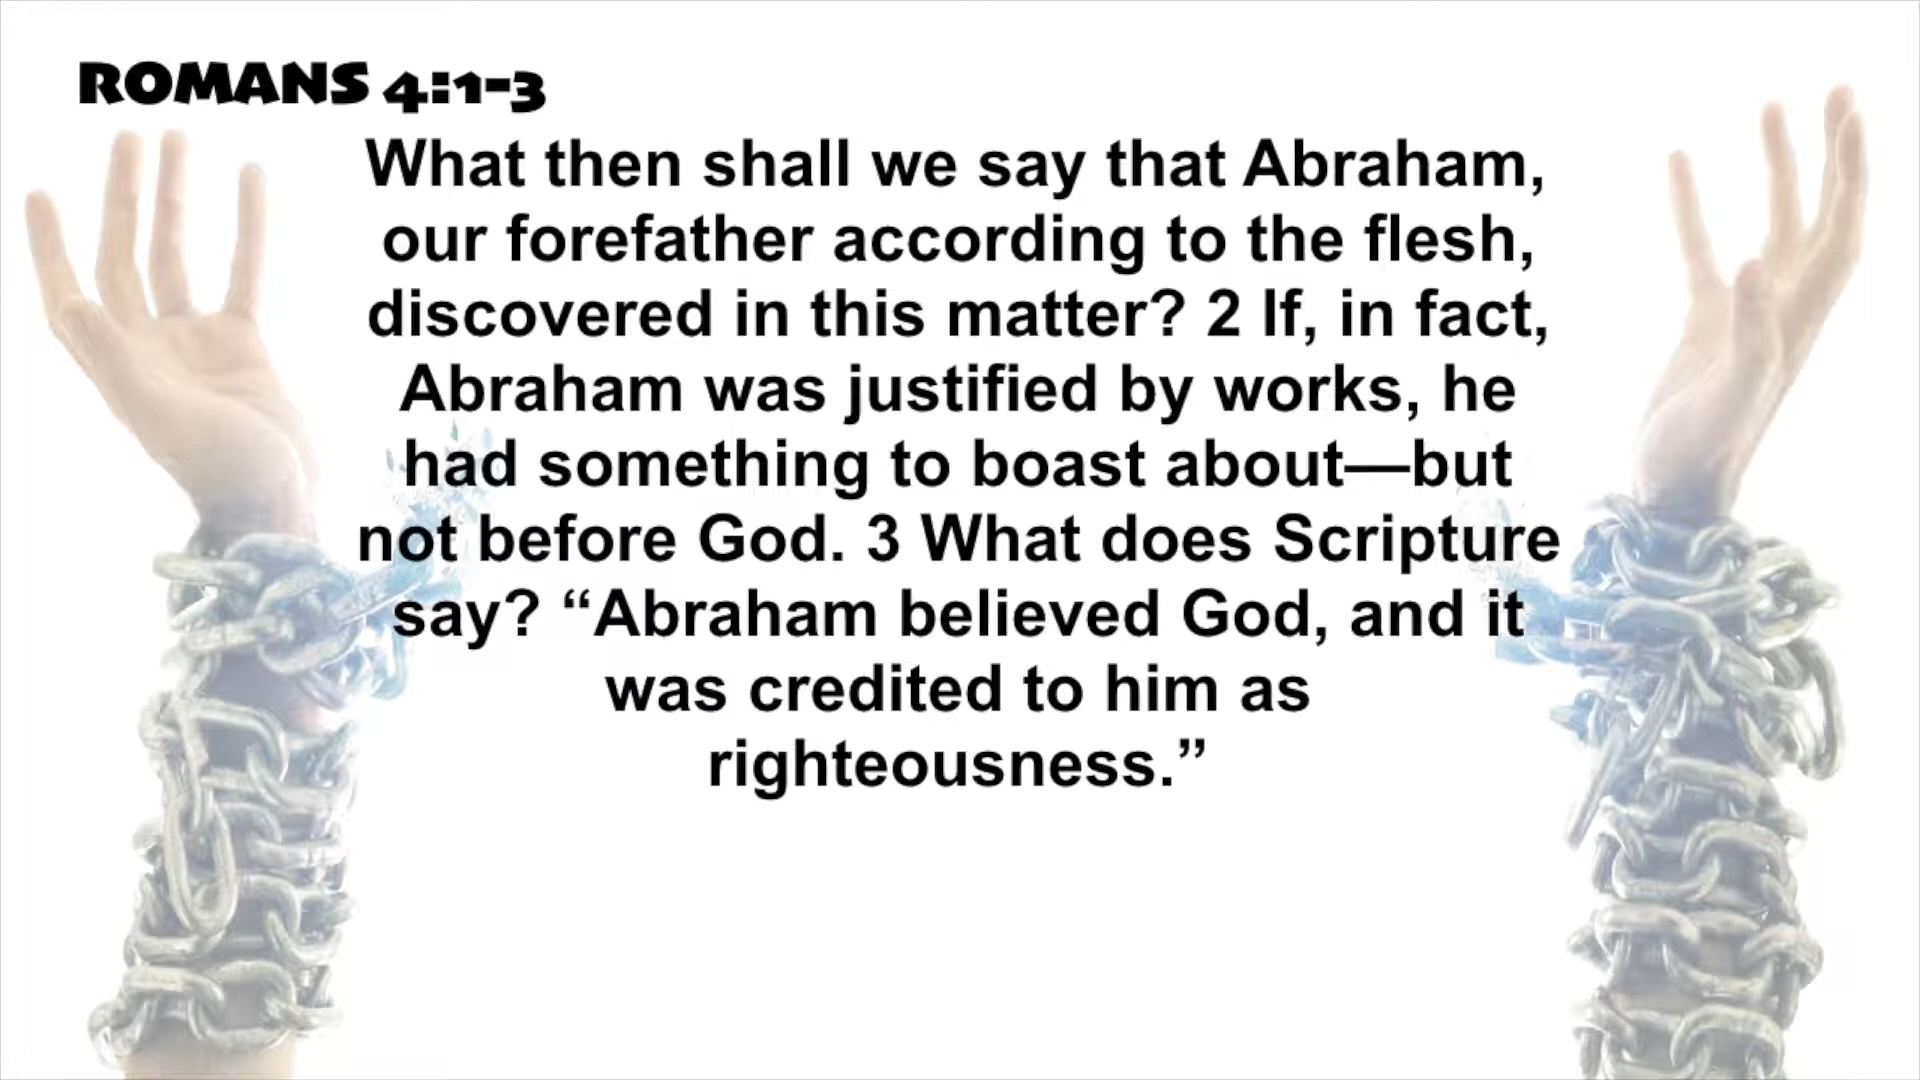 ROMANS 4:1-3
What then shall we say that Abraham,
our forefather according to the flesh,
discovered in this matter? 2 If, in fact,
Abraham was justified by works, he
had something to boast about—but
not before God. 3 What does Scripture
say? “Abraham believed God, and it
was credited to him as
righteousness.”